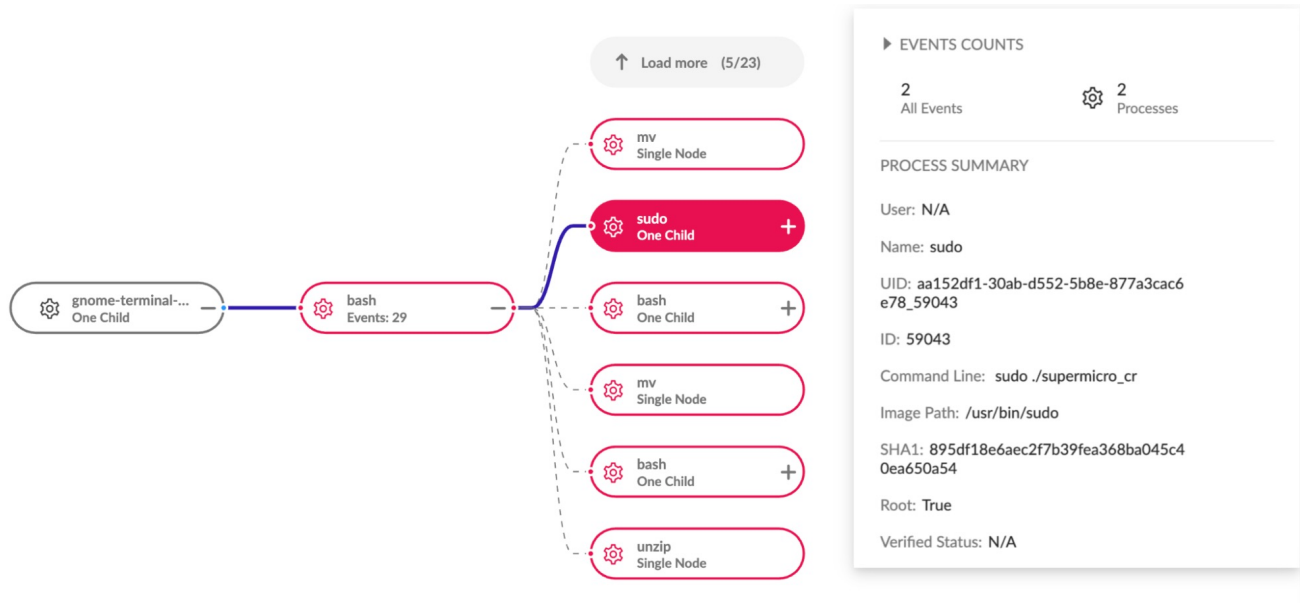 Load more (5/23)
mv
Single Node
sudo
One Child
gnome-terminal-...
One Child
bash
Events: 29
bash
One Child
mv
Single Node
bash
One Child
unzip
Single Node
EVENTS COUNTS
2
All Events
2
Processes
PROCESS SUMMARY
User: N/A
Name: sudo
UID: aa152df1-30ab-d552-5b8e-877a3cac6
e78_59043
ID: 59043
Command Line: sudo ./supermicro_cr
Image Path: /usr/bin/sudo
SHA1: 895df18e6aec2f7b39fea368ba045c4
0ea650a54
Root: True
Verified Status: N/A